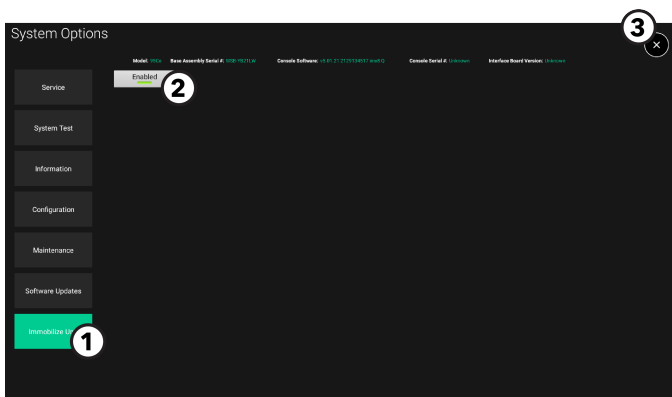 System Options
3
Model: 95Ce Base Assembly Serial #: Console Software: Console Serial #: Unknown Interface Board Version: Unknown
Enabled
2
Service
System Test
Information
Configuration
Maintenance
Software Updates
Immobilize
1